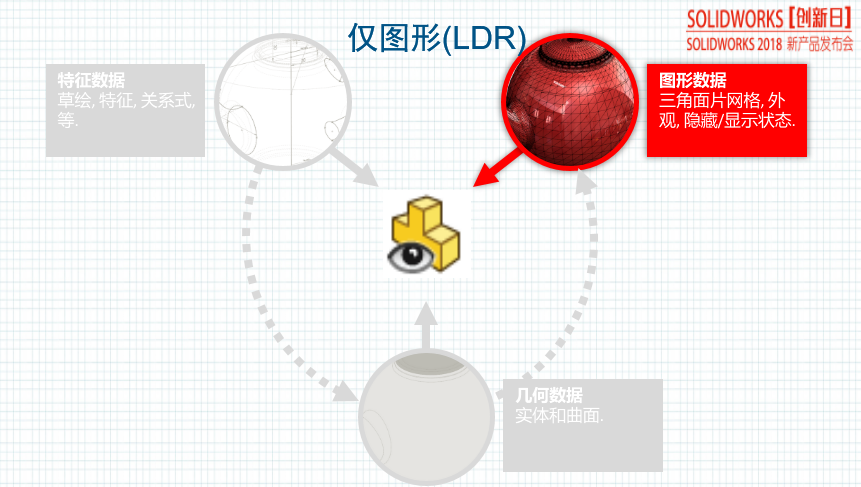 仅图形(LDR)
SOLIDWORKS [创新日]
SOLIDWORKS 2018 新产品发布会
特征数据
草绘, 特征, 关系式,
等.
图形数据
三角面片网格, 外
观, 隐藏/显示状态.
几何数据
实体和曲面.